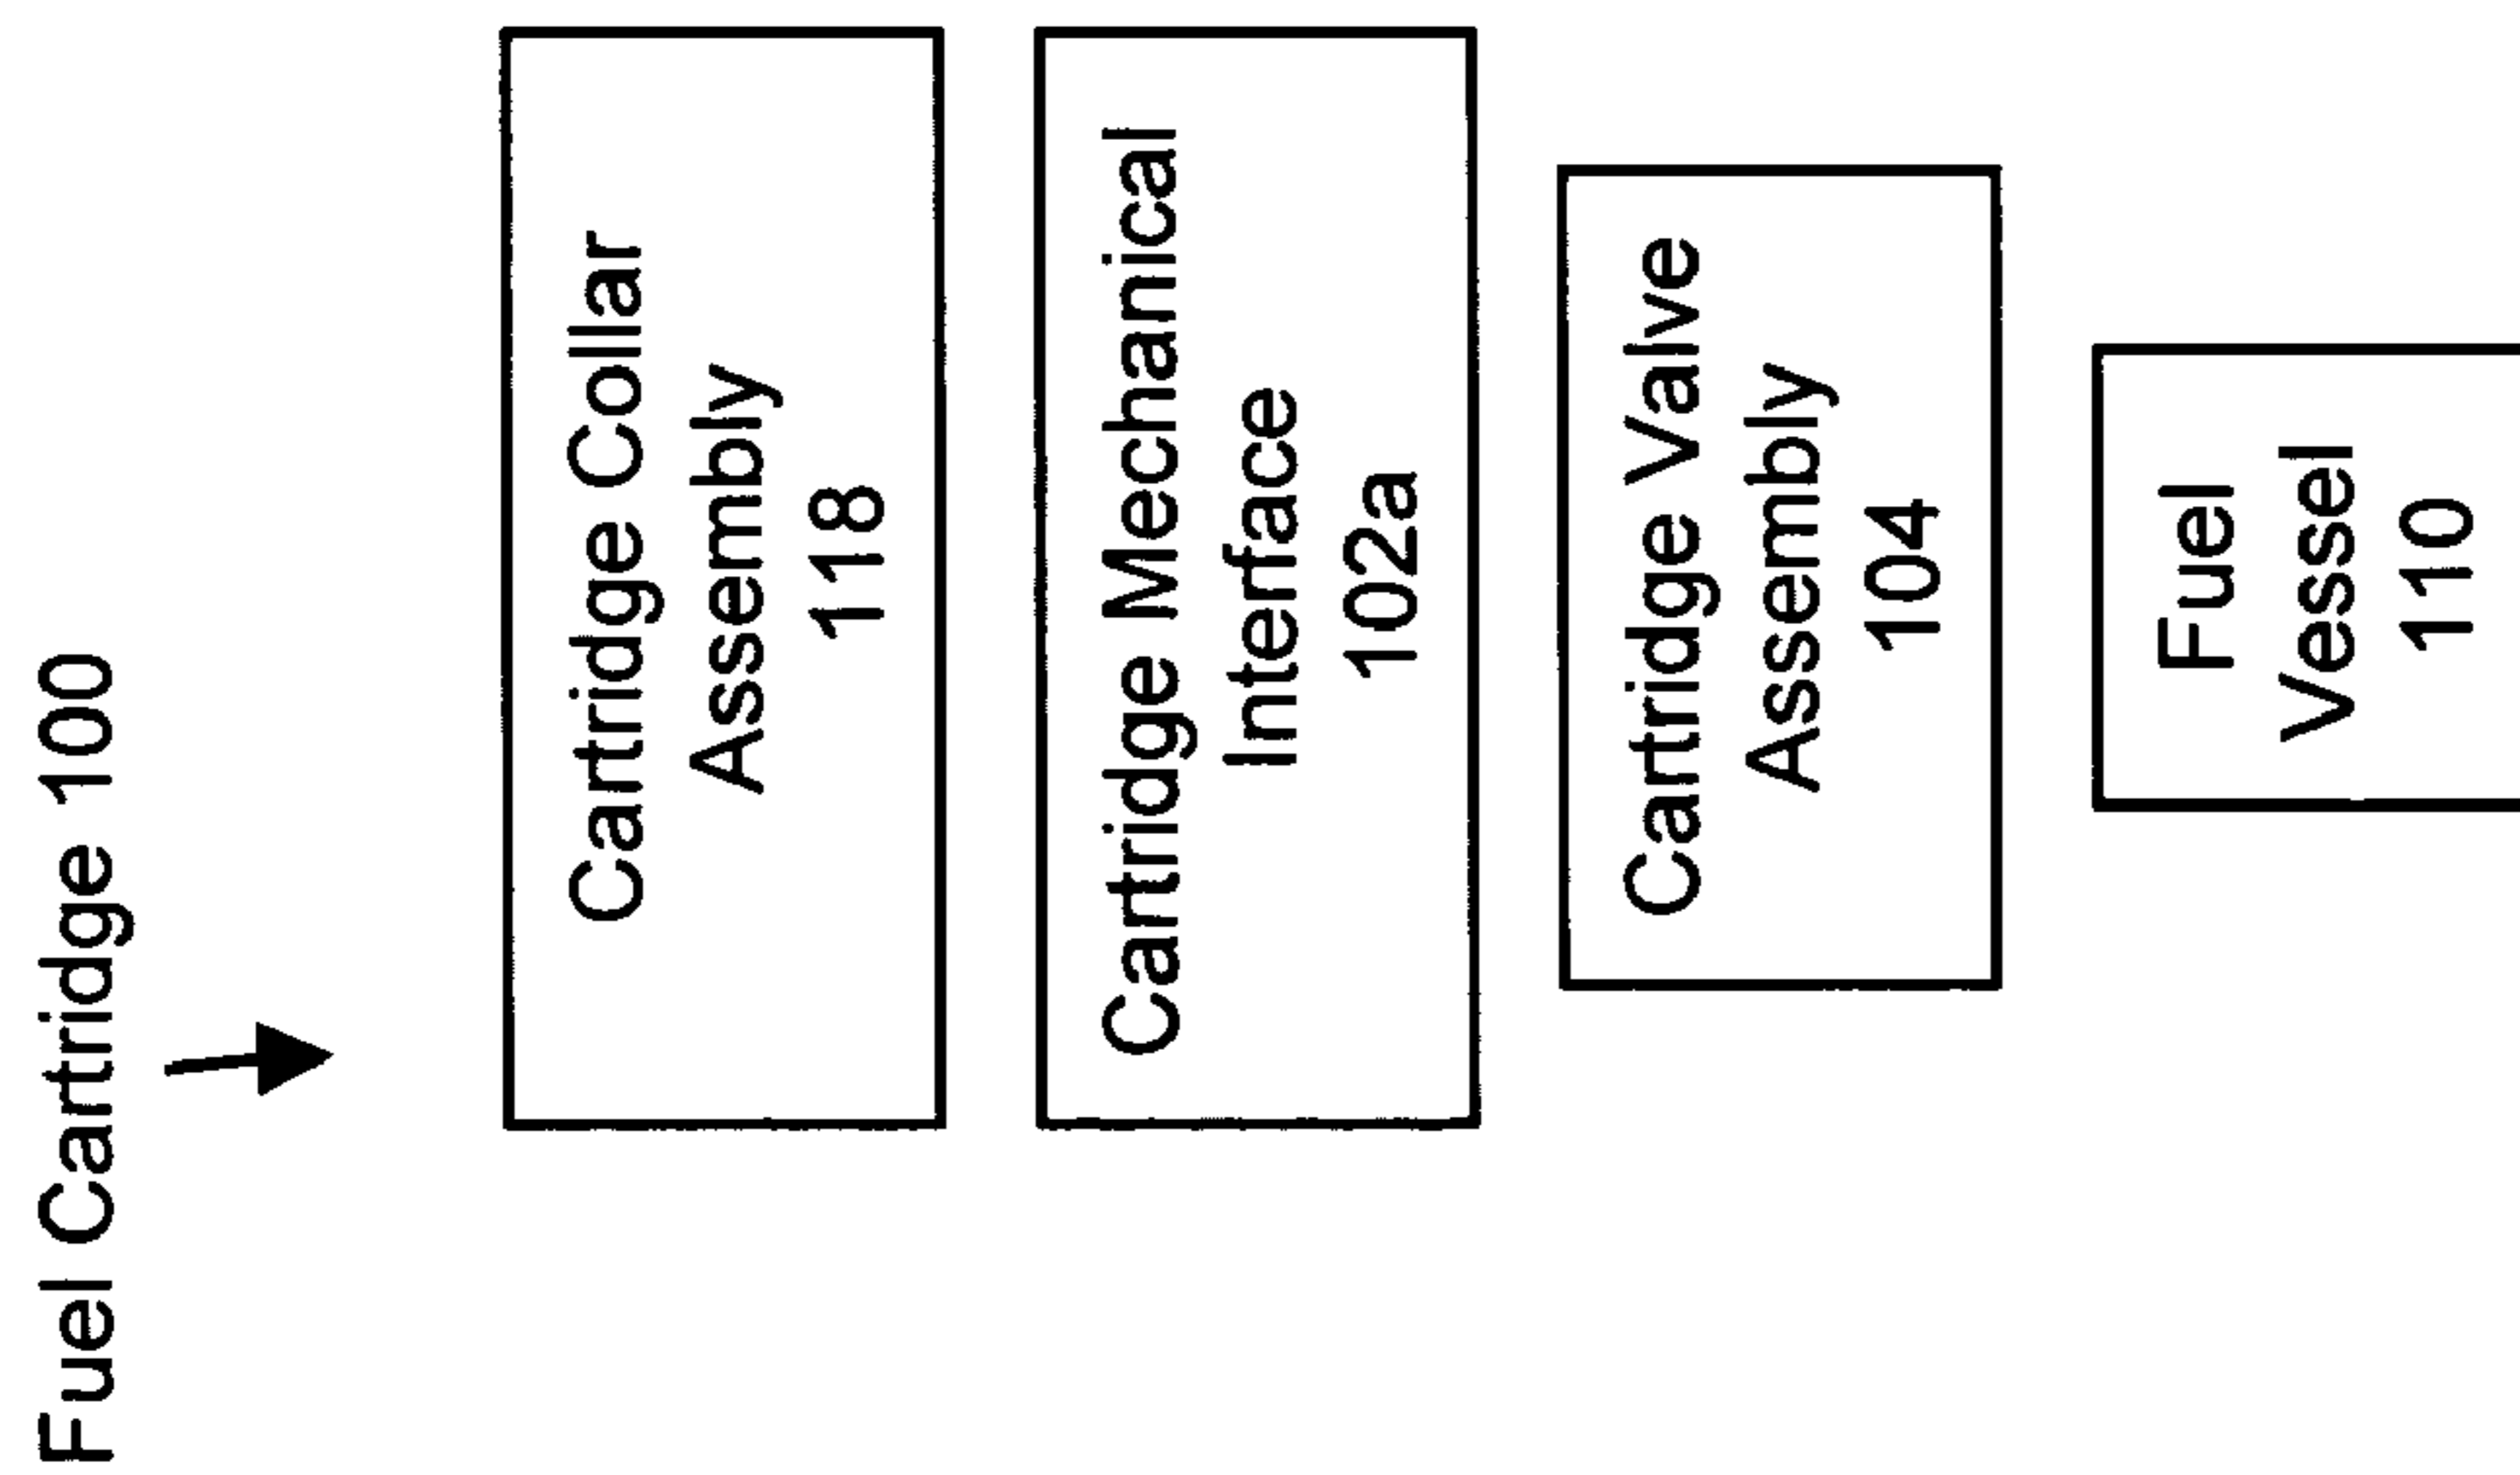 Fuel Cartridge 100
Cartridge Collar
Assembly
118
Cartridge Mechanical
Interface
102a
Cartridge Valve
Assembly
104
Fuel
Vessel
110